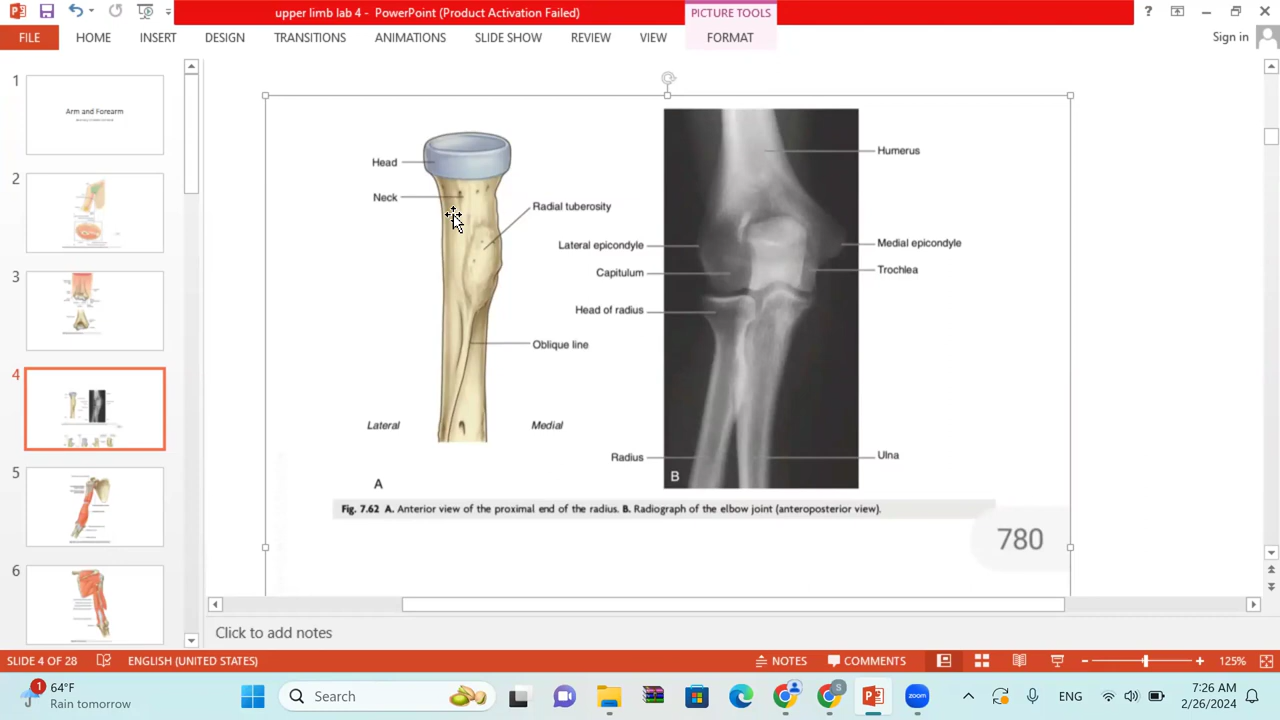 upper limb lab 4 - PowerPoint (Product Activation Failed)
PICTURE TOOLS
?
FILE
HOME
INSERT
DESIGN
TRANSITIONS
ANIMATIONS
SLIDE SHOW
REVIEW
VIEW
FORMAT
Sign in
1
Arm and Forearm
2
3
4
5
6
Head
Neck
Radial tuberosity
Oblique line
Lateral
Medial
A
Humerus
Lateral epicondyle
Medial epicondyle
Capitulum
Trochlea
Head of radius
Radius
Ulna
B
Fig. 7.62 A. Anterior view of the proximal end of the radius. B. Radiograph of the elbow joint (anteroposterior view).
780
Click to add notes
SLIDE 4 OF 28
ENGLISH (UNITED STATES)
NOTES
COMMENTS
125%
1
64°F
Rain tomorrow
Search
S
zoom
ENG
7:26 AM
2/26/2024